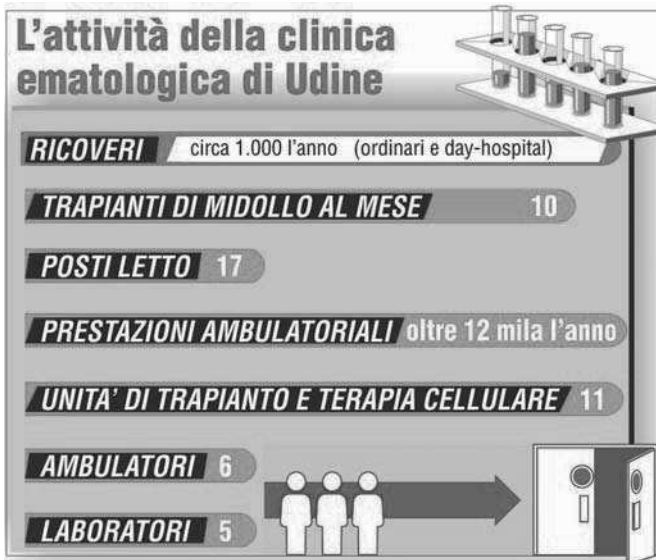 L'attività della clinica
ematologica di Udine
RICOVERI circa 1.000 l'anno (ordinari e day-hospital)
TRAPIANTI DI MIDOLLO AL MESE 10
POSTI LETTO 17
PRESTAZIONI AMBULATORIALI oltre 12 mila l'anno
UNITA' DI TRAPIANTO E TERAPIA CELLULARE 11
AMBULATORI 6
LABORATORI 5